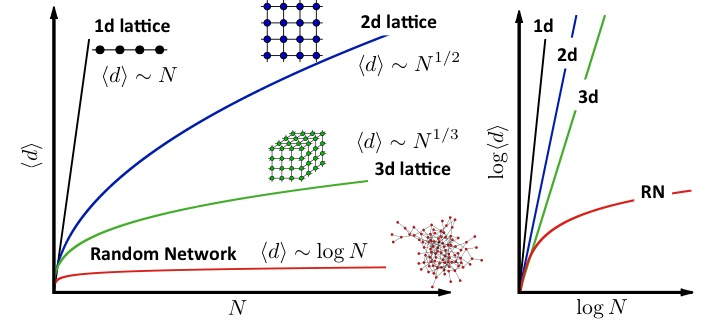 1d lattice
⟨d⟩ ∼ N
2d lattice
⟨d⟩ ∼ N^{1/2}
⟨d⟩ ∼ N^{1/3}
3d lattice
Random Network ⟨d⟩ ∼ log N
⟨d⟩
N
1d
2d
3d
RN
log⟨d⟩
log N